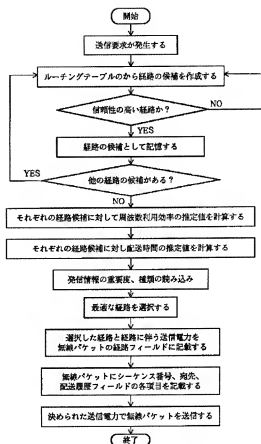 開始
送信要求が発生する
ルーチングテーブルのから経路の候補を作成する
信頼性の高い経路か?
NO
YES
経路の候補として記憶する
YES
他の経路の候補がある?
NO
それぞれの経路候補に対して周波数利用効率の推定値を計算する
それぞれの経路候補に対し配送時間の推定値を計算する
発信情報の重要度、種類の読み込み
最適な経路を選択する
選択した経路と経路に伴う送信電力を
無線パケットの経路フィールドに記載する
無線パケットにシーケンス番号、宛先、
配送履歴フィールドの各項目を記載する
決められた送信電力で無線パケットを送信する
終了